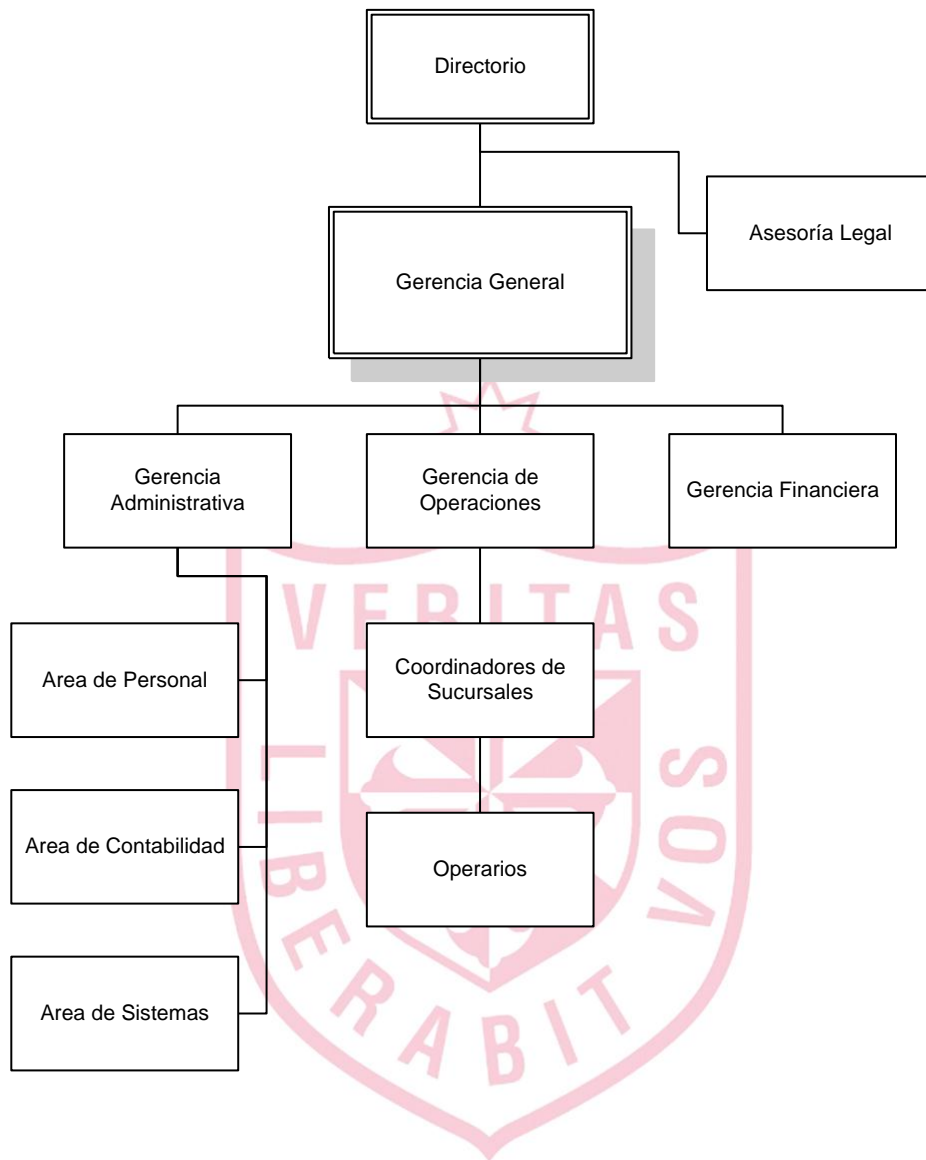 Directorio
Asesoría Legal
Gerencia General
Gerencia
Administrativa
Gerencia de
Operaciones
Gerencia Financiera
VERITAS
Area de Personal
Coordinadores de
Sucursales
Area de Contabilidad
Operarios
Area de Sistemas
LIBERABIT VOS